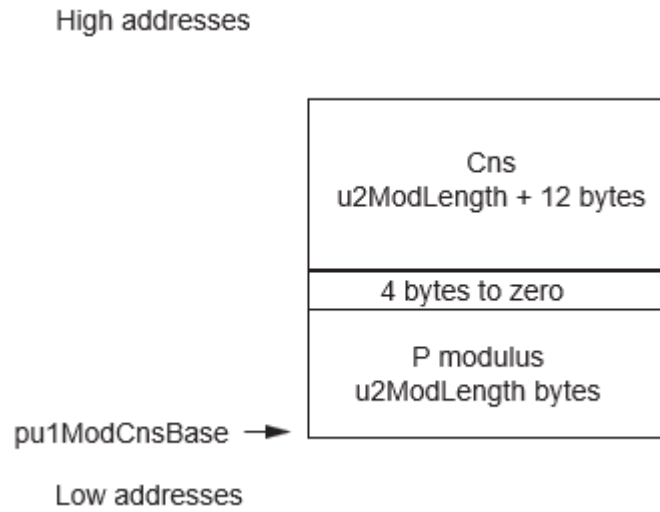 High addresses
Cns
u2ModLength + 12 bytes
4 bytes to zero
P modulus
u2ModLength bytes
pu1ModCnsBase
Low addresses